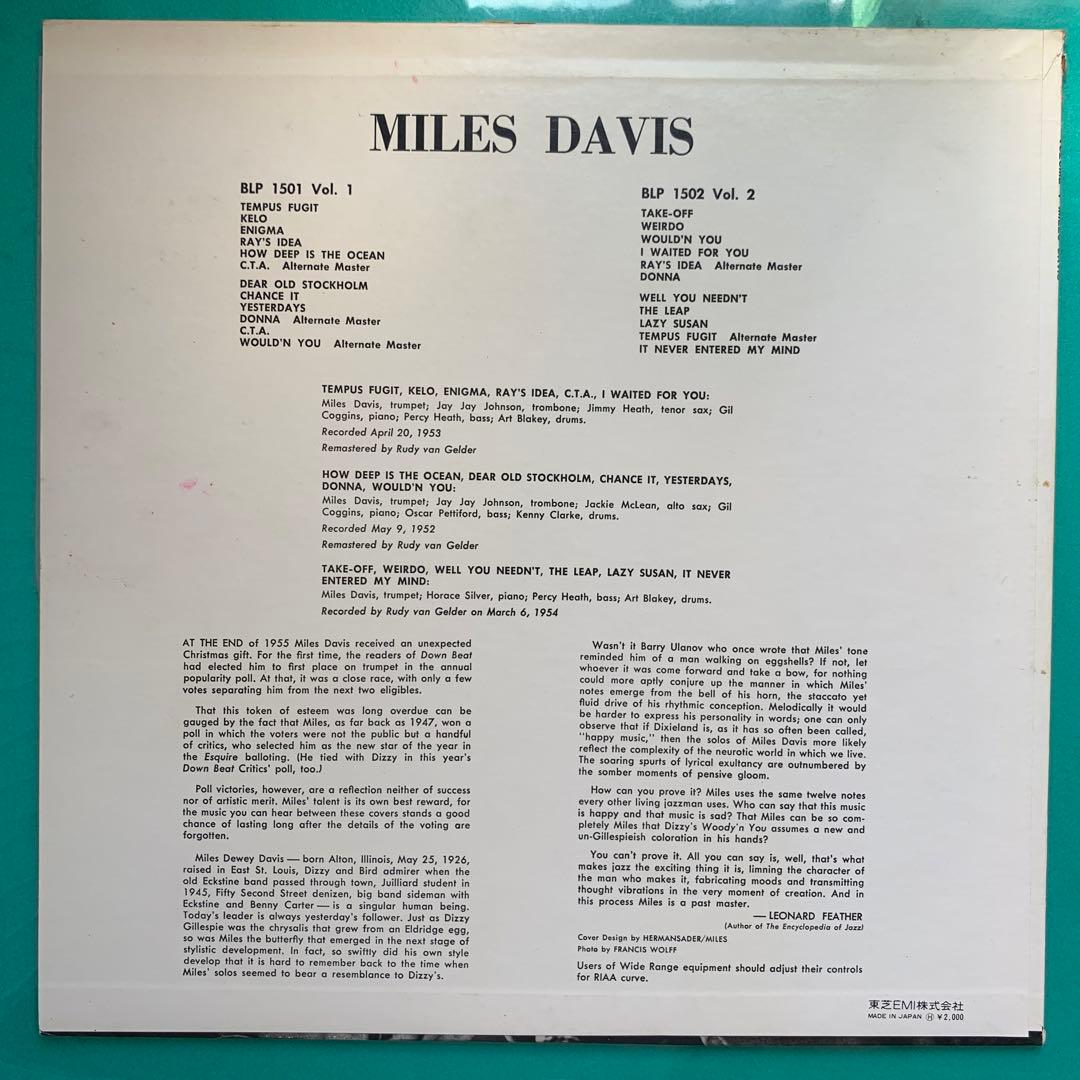 MILES DAVIS
BLP 1501 Vol. 1
TEMPUS FUGIT
KELO
ENIGMA
RAY'S IDEA
HOW DEEP IS THE OCEAN
C.T.A. Alternate Master
DEAR OLD STOCKHOLM
CHANCE IT
YESTERDAYS
DONNA Alternate Master
C.T.A.
WOULD'N YOU Alternate Master
BLP 1502 Vol. 2
TAKE-OFF
WEIRDO
WOULD'N YOU
I WAITED FOR YOU
RAY'S IDEA Alternate Master
DONNA
WELL YOU NEEDN'T
THE LEAP
LAZY SUSAN
TEMPUS FUGIT Alternate Master
IT NEVER ENTERED MY MIND
TEMPUS FUGIT, KELO, ENIGMA, RAY'S IDEA, C.T.A., I WAITED FOR YOU:
Miles Davis, trumpet; Jay Jay Johnson, trombone; Jimmy Heath, tenor sax; Gil
Coggins, piano; Percy Heath, bass; Art Blakey, drums.
Recorded April 20, 1953
Remastered by Rudy van Gelder
HOW DEEP IS THE OCEAN, DEAR OLD STOCKHOLM, CHANCE IT, YESTERDAYS,
DONNA, WOULD'N YOU:
Miles Davis, trumpet; Jay Jay Johnson, trombone; Jackie McLean, alto sax; Gil
Coggins, piano; Oscar Pettiford, bass; Kenny Clarke, drums.
Recorded May 9, 1952
Remastered by Rudy van Gelder
TAKE-OFF, WEIRDO, WELL YOU NEEDN'T, THE LEAP, LAZY SUSAN, IT NEVER
ENTERED MY MIND:
Miles Davis, trumpet; Horace Silver, piano; Percy Heath, bass; Art Blakey, drums.
Recorded by Rudy van Gelder on March 6, 1954
AT THE END of 1955 Miles Davis received an unexpected
Christmas gift. For the first time, the readers of Down Beat
had elected him to first place on trumpet in the annual
popularity poll. At that, it was a close race, with only a few
votes separating him from the next two eligibles.
That this token of esteem was long overdue can be
gauged by the fact that Miles, as far back as 1947, won a
poll in which the voters were not the public but a handful
of critics, who selected him as the new star of the year in
the Esquire balloting. (He tied with Dizzy in this year's
Down Beat Critics' poll, too.)
Poll victories, however, are a reflection neither of success
nor of artistic merit. Miles' talent is its own best reward, for
the music you can hear between these covers stands a good
chance of lasting long after the details of the voting are
forgotten.
Miles Dewey Davis — born Alton, Illinois, May 25, 1926,
raised in East St. Louis, Dizzy and Bird admirer when the
old Eckstine band passed through town, Juilliard student in
1945, Fifty Second Street denizen, big band sideman with
Eckstine and Benny Carter — is a singular human being.
Today's leader is always yesterday's follower. Just as Dizzy
Gillespie was the chrysalis that grew from an Eldridge egg,
so was Miles the butterfly that emerged in the next stage of
stylistic development. In fact, so swiftly did his own style
develop that it is hard to remember back to the time when
Miles' solos seemed to bear a resemblance to Dizzy's.
Wasn't it Barry Ulanov who once wrote that Miles' tone
reminded him of a man walking on eggshells? If not, let
whoever it was come forward and take a bow, for nothing
could more aptly conjure up the manner in which Miles'
notes emerge from the bell of his horn, the staccato yet
fluid drive of his rhythmic conception. Melodically it would
be harder to express his personality in words; one can only
observe that if Dixieland is, as it has so often been called,
"happy music," then the solos of Miles Davis more likely
reflect the complexity of the neurotic world in which we live.
The soaring spurts of lyrical exultancy are outnumbered by
the somber moments of pensive gloom.
How can you prove it? Miles uses the same twelve notes
every other living jazzman uses. Who can say that this music
is happy and that music is sad? That Miles can be so com-
pletely Miles that Dizzy's Woody'n You assumes a new and
un-Gillespieish coloration in his hands?
You can't prove it. All you can say is, well, that's what
makes jazz the exciting thing it is, limning the character of
the man who makes it, fabricating moods and transmitting
thought vibrations in the very moment of creation. And in
this process Miles is a past master.
— LEONARD FEATHER
(Author of The Encyclopedia of Jazz)
Cover Design by HERMANSADER/MILES
Photo by FRANCIS WOLFF
Users of Wide Range equipment should adjust their controls
for RIAA curve.
東芝EMI株式会社
MADE IN JAPAN Ⓗ ¥2,000